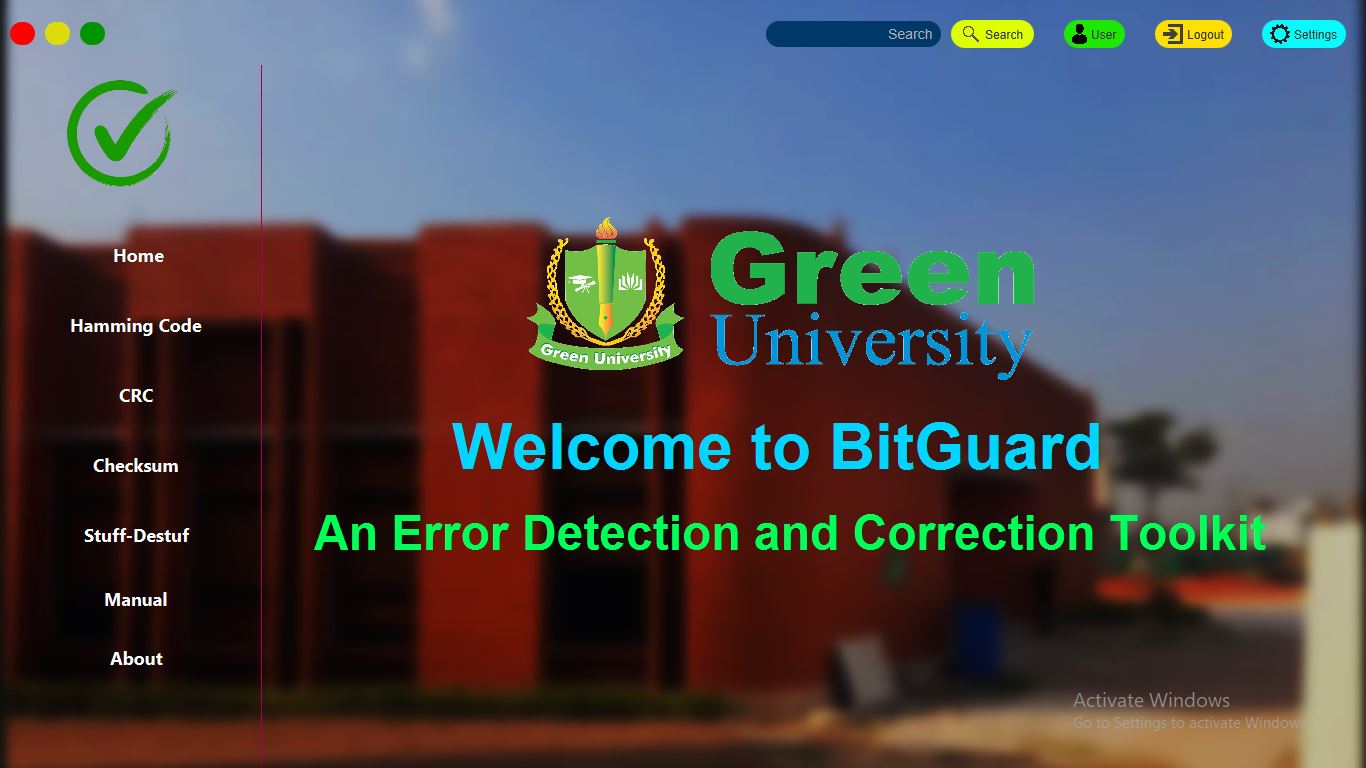 Search
Search
User
Logout
Settings
Home
Hamming Code
CRC
Checksum
Stuff-Destuf
Manual
About
Green University
Green
University
Welcome to BitGuard
An Error Detection and Correction Toolkit
Activate Windows
Go to Settings to activate Windows